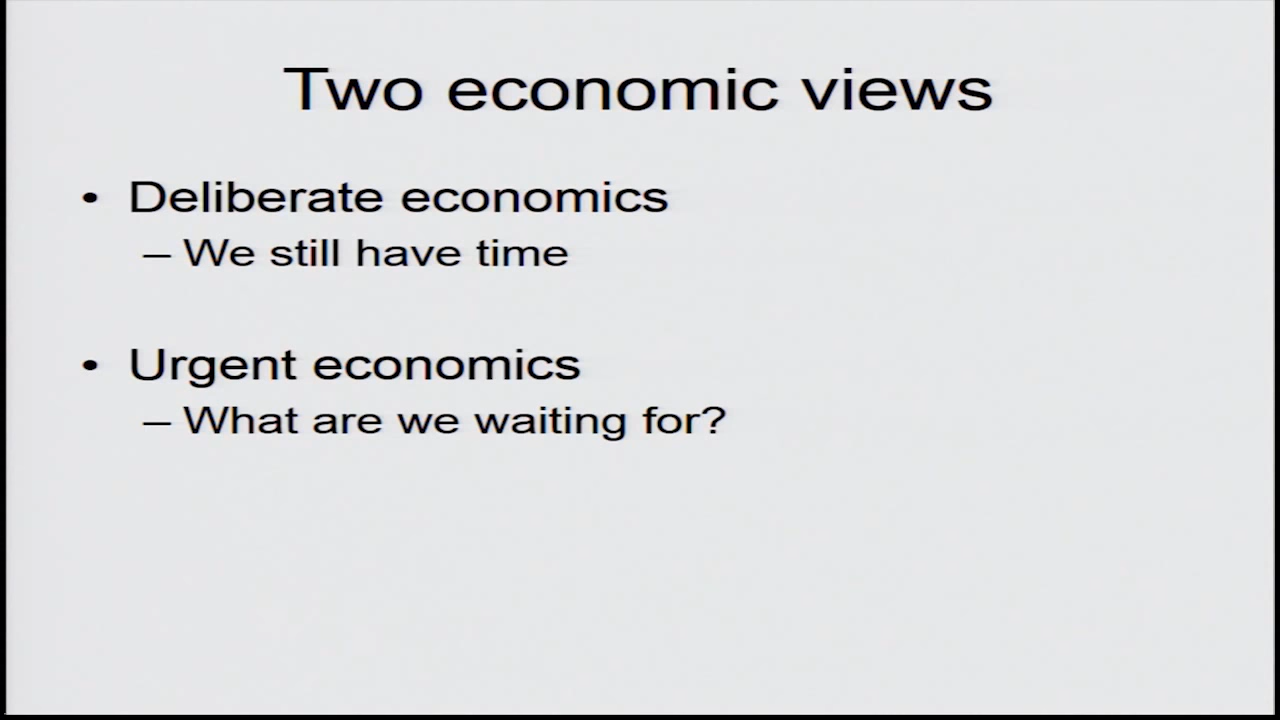 Two economic views
• Deliberate economics
– We still have time
• Urgent economics
– What are we waiting for?